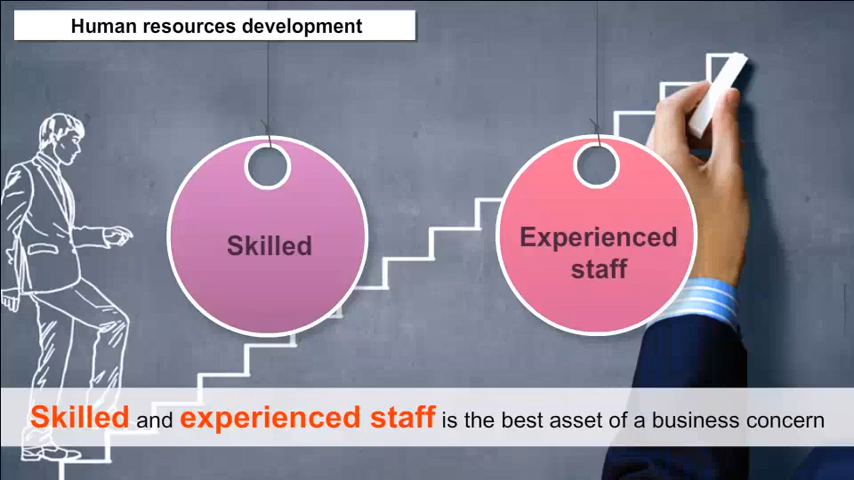 Human resources development
Skilled
Experienced
staff
Skilled and experienced staff is the best asset of a business concern